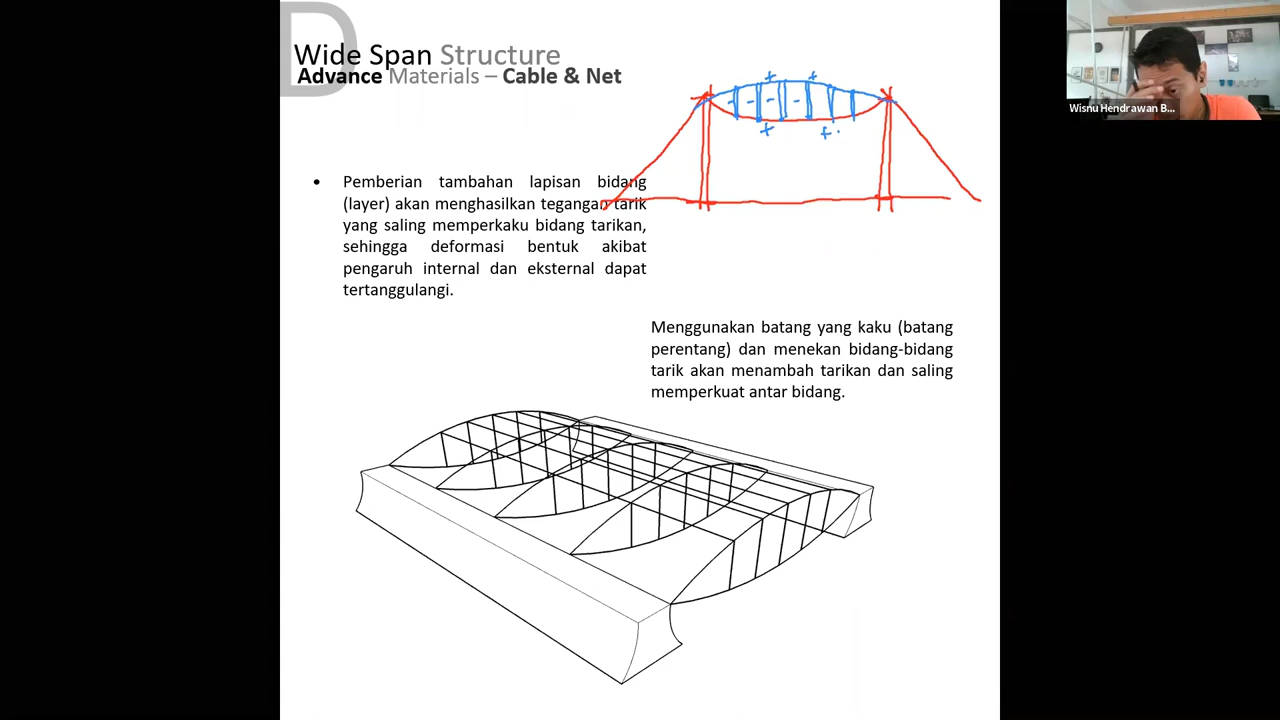 D
Wide Span Structure
Advance Materials – Cable & Net
+ +
- - - -
+ +
Wisnu Hendrawan B...
• Pemberian tambahan lapisan bidang
(layer) akan menghasilkan tegangan tarik
yang saling memperkaku bidang tarikan,
sehingga deformasi bentuk akibat
pengaruh internal dan eksternal dapat
tertanggulangi.
Menggunakan batang yang kaku (batang
perentang) dan menekan bidang-bidang
tarik akan menambah tarikan dan saling
memperkuat antar bidang.